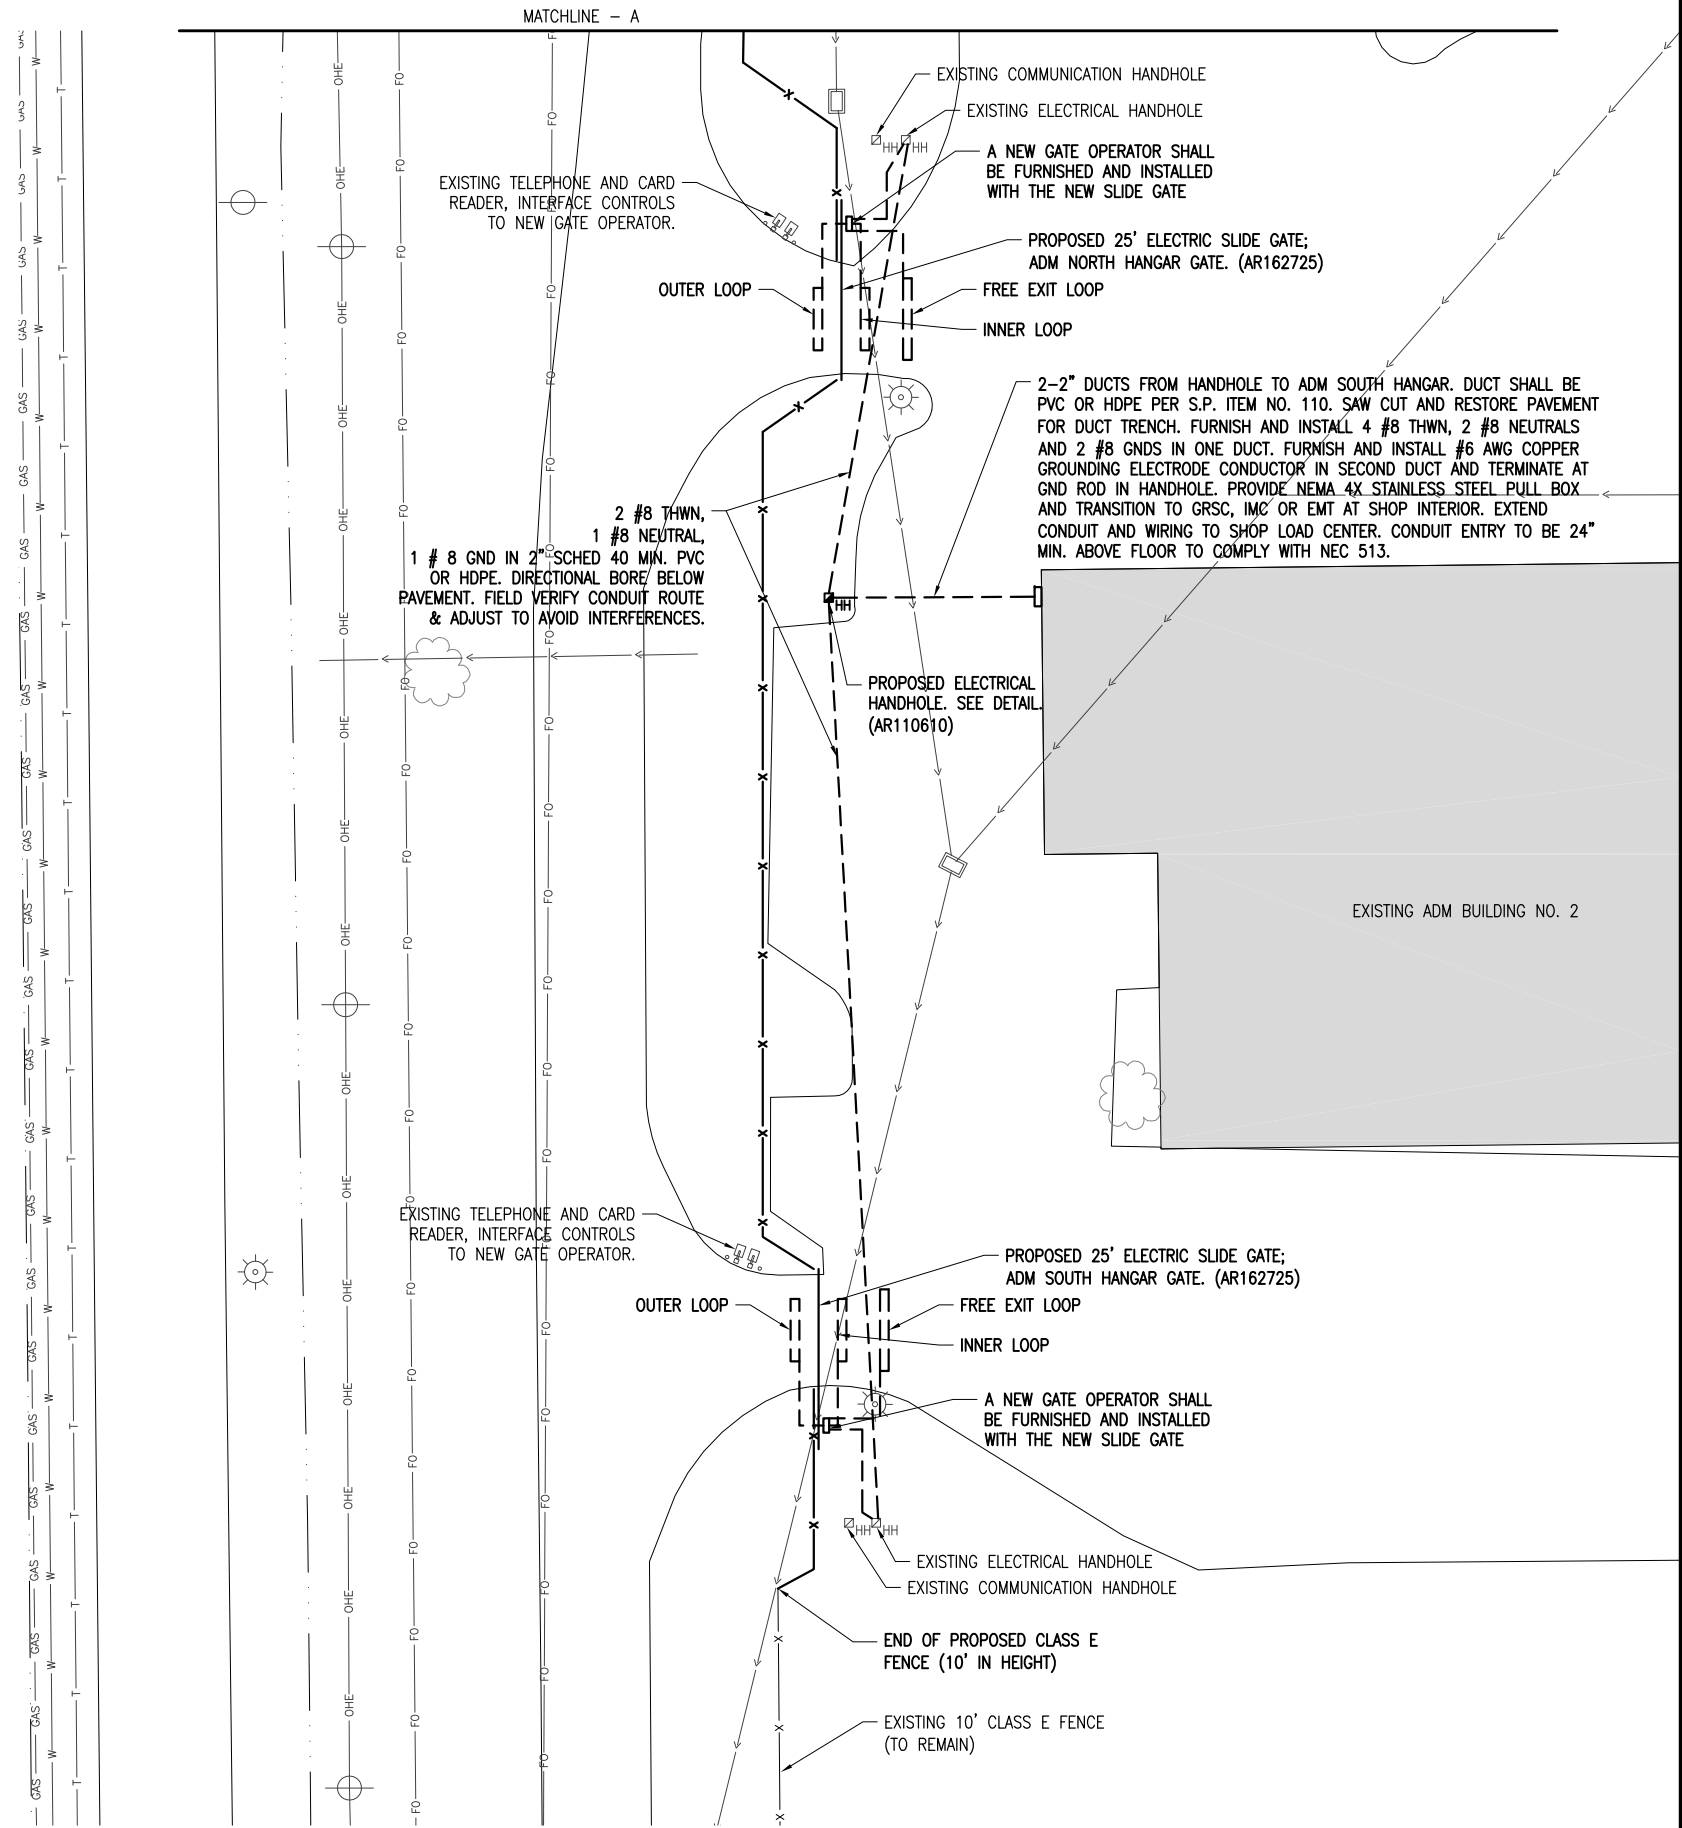 MATCHLINE - A
EXISTING COMMUNICATION HANDHOLE
EXISTING ELECTRICAL HANDHOLE
HH
HH
A NEW GATE OPERATOR SHALL
BE FURNISHED AND INSTALLED
WITH THE NEW SLIDE GATE
EXISTING TELEPHONE AND CARD
READER, INTERFACE CONTROLS
TO NEW GATE OPERATOR.
PROPOSED 25' ELECTRIC SLIDE GATE;
ADM NORTH HANGAR GATE. (AR162725)
OUTER LOOP
FREE EXIT LOOP
INNER LOOP
2-2" DUCTS FROM HANDHOLE TO ADM SOUTH HANGAR. DUCT SHALL BE
PVC OR HDPE PER S.P. ITEM NO. 110. SAW CUT AND RESTORE PAVEMENT
FOR DUCT TRENCH. FURNISH AND INSTALL 4 #8 THWN, 2 #8 NEUTRALS
AND 2 #8 GNDS IN ONE DUCT. FURNISH AND INSTALL #6 AWG COPPER
GROUNDING ELECTRODE CONDUCTOR IN SECOND DUCT AND TERMINATE AT
GND ROD IN HANDHOLE. PROVIDE NEMA 4X STAINLESS STEEL PULL BOX
AND TRANSITION TO GRSC, IMC OR EMT AT SHOP INTERIOR. EXTEND
CONDUIT AND WIRING TO SHOP LOAD CENTER. CONDUIT ENTRY TO BE 24"
MIN. ABOVE FLOOR TO COMPLY WITH NEC 513.
2 #8 THWN,
1 #8 NEUTRAL,
1 # 8 GND IN 2" SCHED 40 MIN. PVC
OR HDPE. DIRECTIONAL BORE BELOW
PAVEMENT. FIELD VERIFY CONDUIT ROUTE
& ADJUST TO AVOID INTERFERENCES.
HH
PROPOSED ELECTRICAL
HANDHOLE. SEE DETAIL.
(AR110610)
EXISTING ADM BUILDING NO. 2
EXISTING TELEPHONE AND CARD
READER, INTERFACE CONTROLS
TO NEW GATE OPERATOR.
PROPOSED 25' ELECTRIC SLIDE GATE;
ADM SOUTH HANGAR GATE. (AR162725)
OUTER LOOP
FREE EXIT LOOP
INNER LOOP
A NEW GATE OPERATOR SHALL
BE FURNISHED AND INSTALLED
WITH THE NEW SLIDE GATE
HH
HH
EXISTING ELECTRICAL HANDHOLE
EXISTING COMMUNICATION HANDHOLE
END OF PROPOSED CLASS E
FENCE (10' IN HEIGHT)
EXISTING 10' CLASS E FENCE
(TO REMAIN)
GAS
W
T
OHE
FO
FO